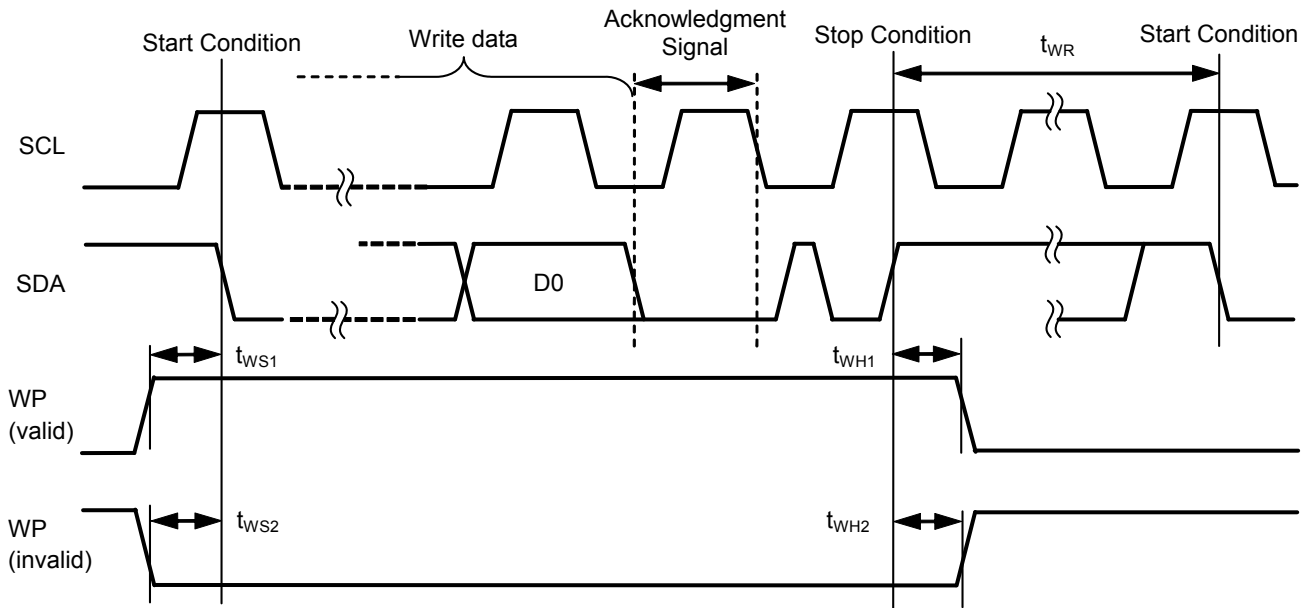 Start Condition
Write data
Acknowledgment
Signal
Stop Condition
tWR
Start Condition
SCL
SDA
D0
tWS1
tWH1
WP
(valid)
tWS2
tWH2
WP
(invalid)